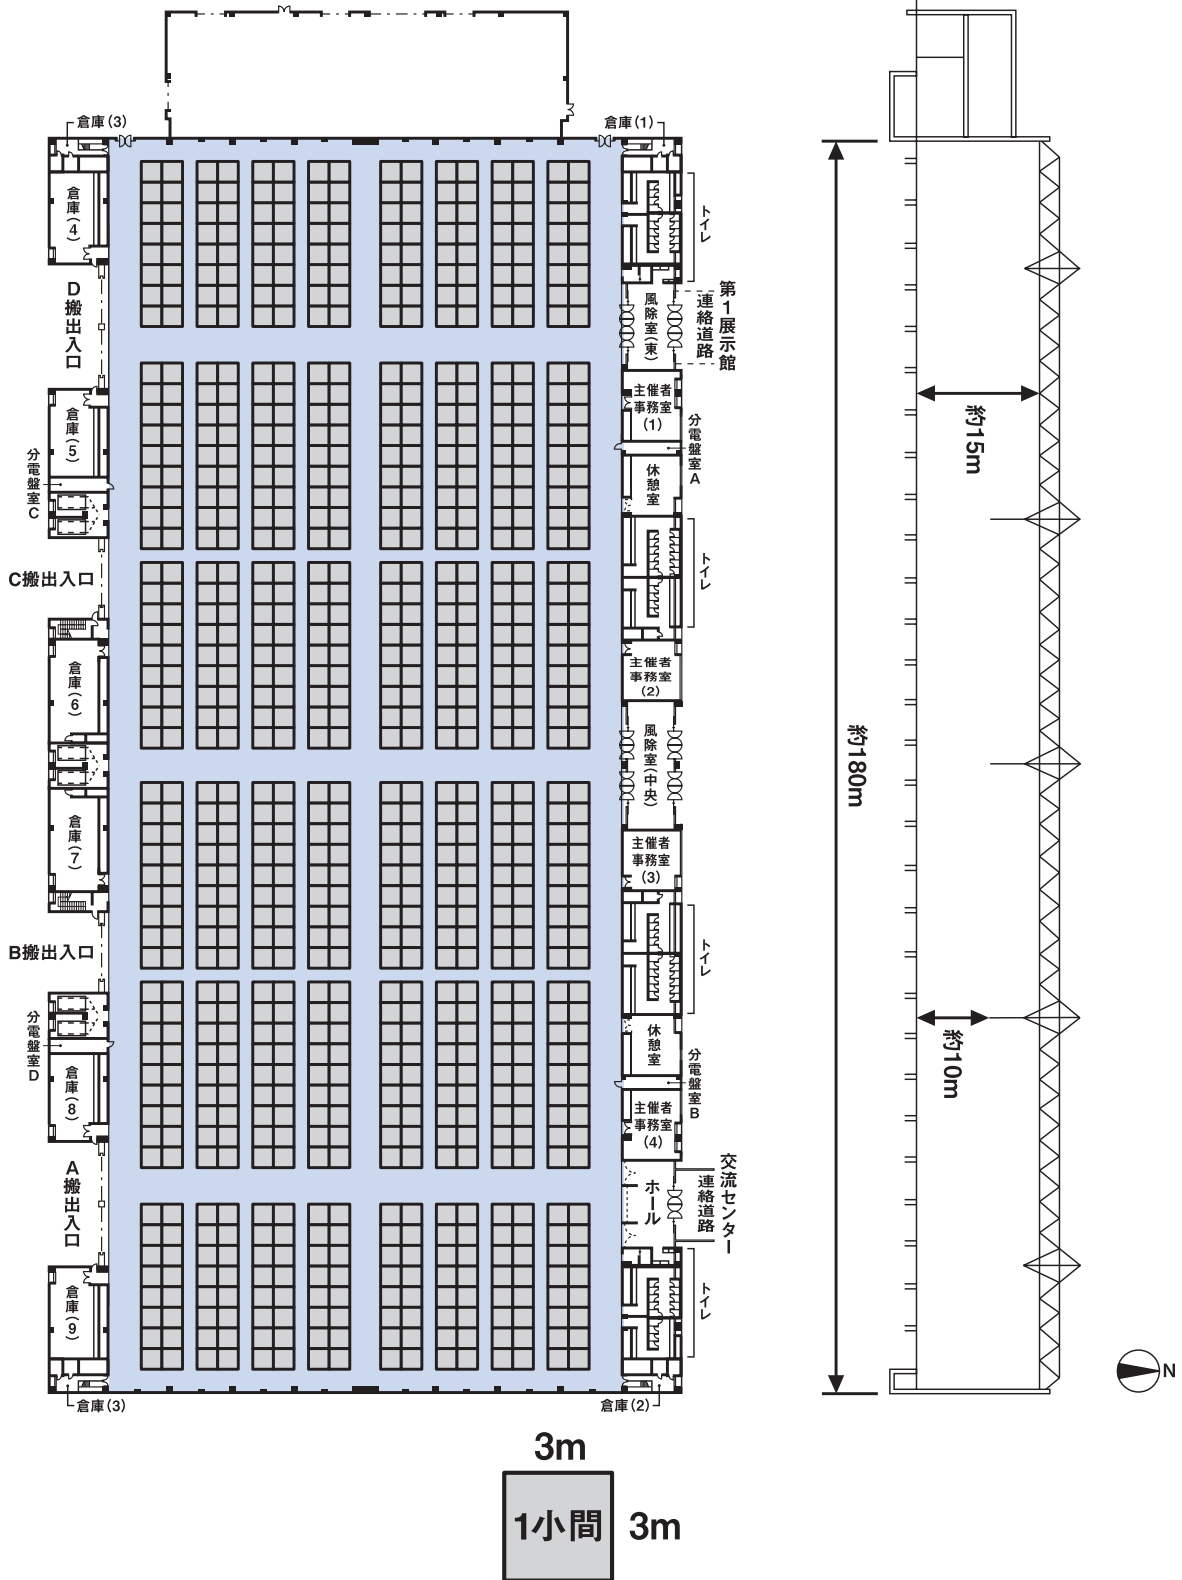 倉庫(3)
倉庫(1)
倉庫(4)
トイレ
D搬出入口
風除室(東)
第1展示館
連絡道路
主催者
事務室
(1)
倉庫(5)
分電盤室A
分電盤室C
休憩室
約15m
C搬出入口
トイレ
倉庫(6)
主催者
事務室
(2)
風除室(中央)
約180m
倉庫(7)
主催者
事務室
(3)
B搬出入口
トイレ
分電盤室D
休憩室
約10m
倉庫(8)
分電盤室B
主催者
事務室
(4)
A搬出入口
ホール
交流センター
連絡道路
倉庫(9)
トイレ
N
倉庫(3)
倉庫(2)
3m
1小間
3m